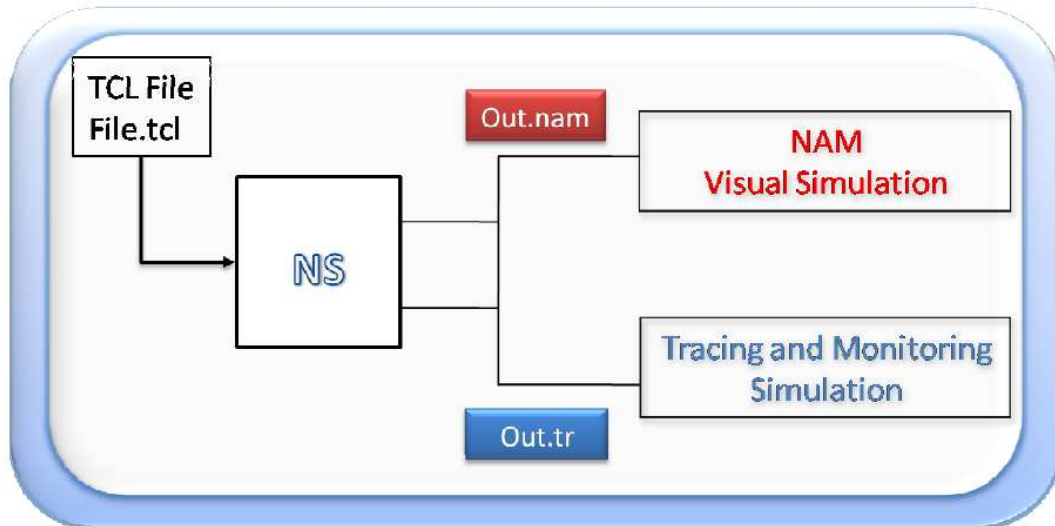 TCL File
File.tcl
Out.nam
NAM
Visual Simulation
NS
Tracing and Monitoring
Simulation
Out.tr